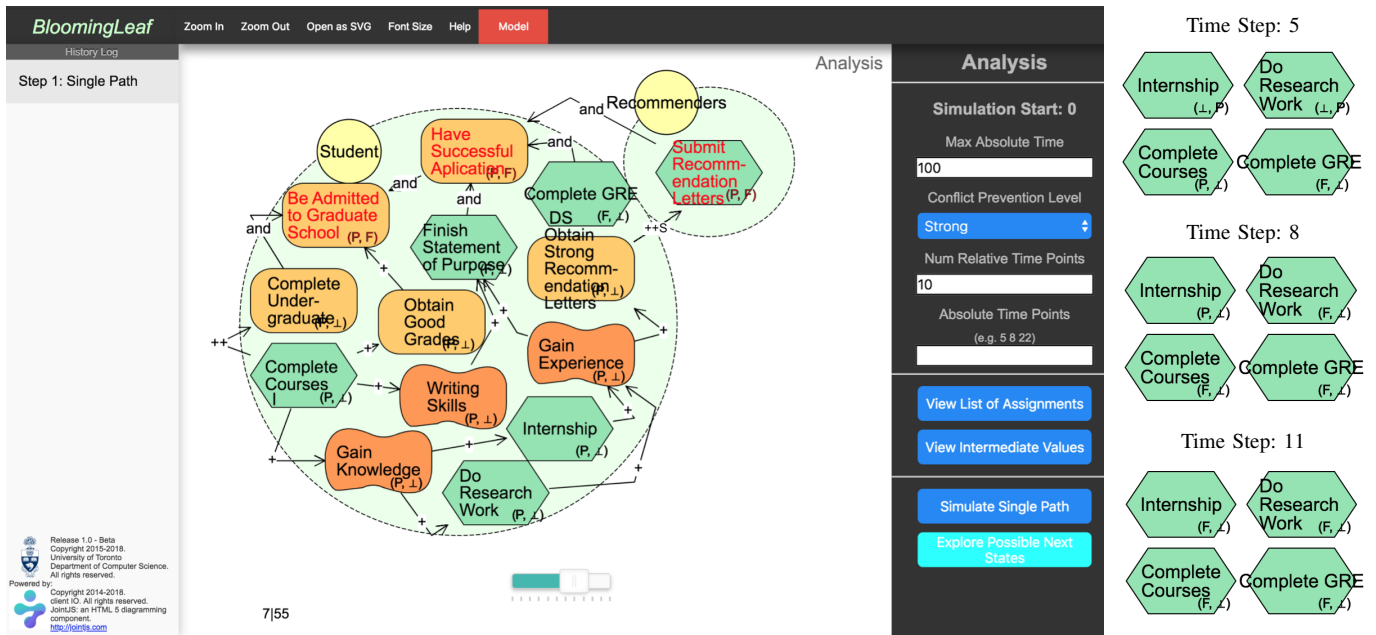 BloomingLeaf
Zoom In
Zoom Out
Open as SVG
Font Size
Help
Model
History Log
Step 1: Single Path
Release 1.0 - Beta
Copyright 2015-2018.
University of Toronto
Department of Computer Science.
All rights reserved.
Powered by:
Copyright 2014-2018.
client IO. All rights reserved.
JointJS: an HTML 5 diagramming
component.
http://jointjs.com
Analysis
Student
Recommenders
and
Have
Successful
Aplication
(F, F)
and
Submit
Recomm-
endation
Letters
(P, F)
and
Be Admitted
to Graduate
School
(P, F)
and
Complete GRE
DS
(F, ⊥)
and
Finish
Statement
of Purpose
(F, ⊥)
++S
Obtain
Strong
Recomm-
endation
Letters
(P, ⊥)
+
Complete
Under-
graduate
(F, ⊥)
Obtain
Good
Grades
(F, ⊥)
+
+
++
+
Gain
Experience
(P, ⊥)
Complete
Courses
(P, ⊥)
+
Writing
Skills
(P, ⊥)
+
Internship
(P, ⊥)
+
+
Gain
Knowledge
(P, ⊥)
+
Do
Research
Work
(P, ⊥)
+
7|55
Analysis
Simulation Start: 0
Max Absolute Time
100
Conflict Prevention Level
Strong
Num Relative Time Points
10
Absolute Time Points
(e.g. 5 8 22)
View List of Assignments
View Intermediate Values
Simulate Single Path
Explore Possible Next
States
Time Step: 5
Internship
(⊥, P)
Do
Research
Work
(⊥, P)
Complete
Courses
(P, ⊥)
Complete GRE
(F, ⊥)
Time Step: 8
Internship
(P, ⊥)
Do
Research
Work
(F, ⊥)
Complete
Courses
(F, ⊥)
Complete GRE
(F, ⊥)
Time Step: 11
Internship
(F, ⊥)
Do
Research
Work
(F, ⊥)
Complete
Courses
(F, ⊥)
Complete GRE
(F, ⊥)